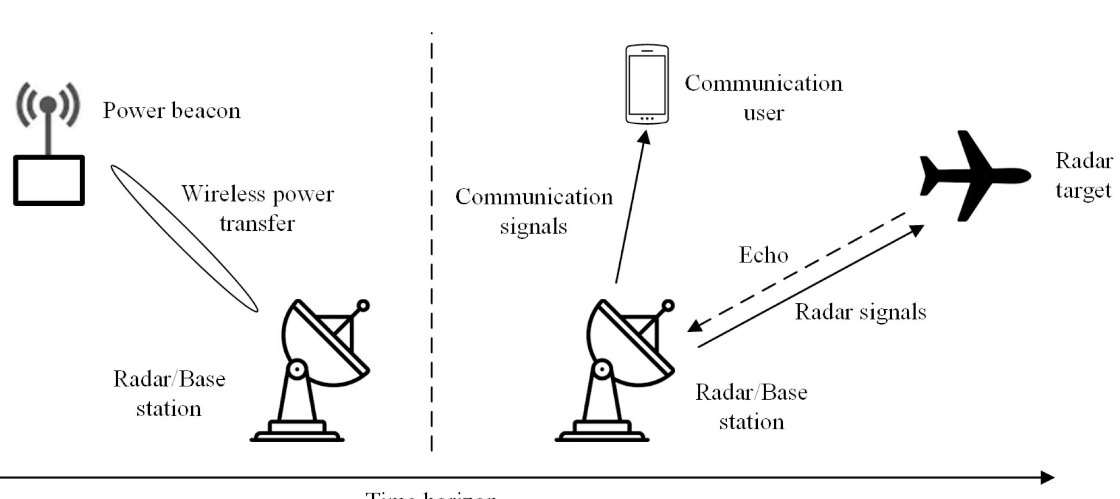 Power beacon
Wireless power
transfer
Radar/Base
station
Communication
user
Communication
signals
Radar
target
Echo
Radar signals
Radar/Base
station
Time horizon